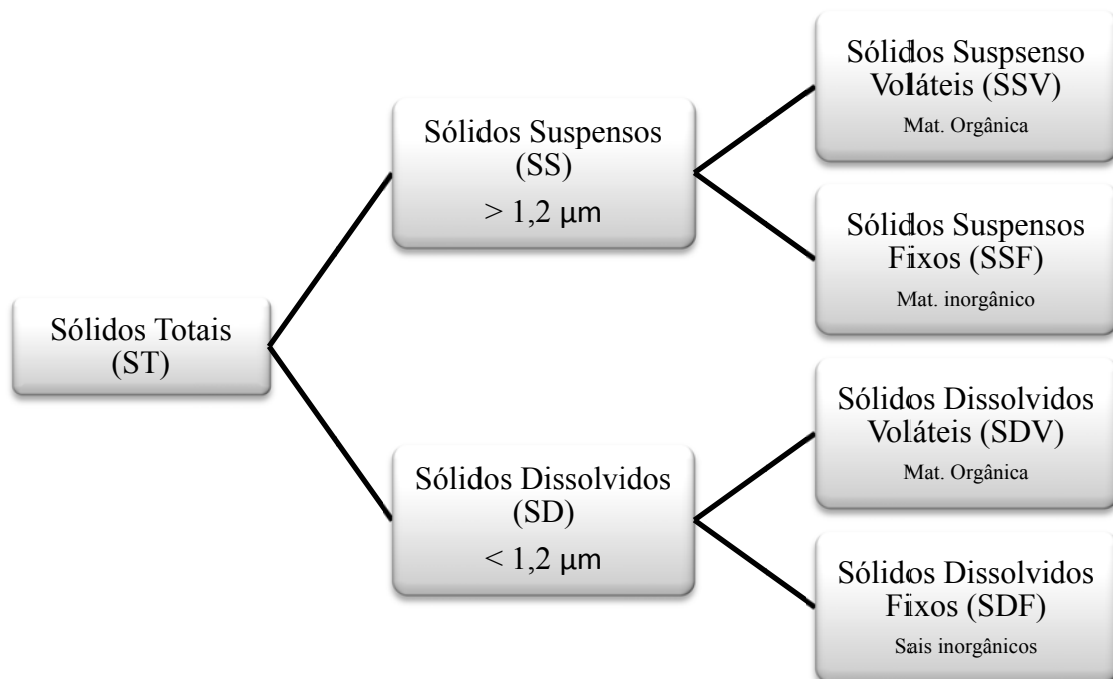 Sólidos Totais
(ST)
Sólidos Suspensos
(SS)
> 1,2 µm
Sólidos Dissolvidos
(SD)
< 1,2 µm
Sólidos Suspsenso
Voláteis (SSV)
Mat. Orgânica
Sólidos Suspensos
Fixos (SSF)
Mat. inorgânico
Sólidos Dissolvidos
Voláteis (SDV)
Mat. Orgânica
Sólidos Dissolvidos
Fixos (SDF)
Sais inorgânicos